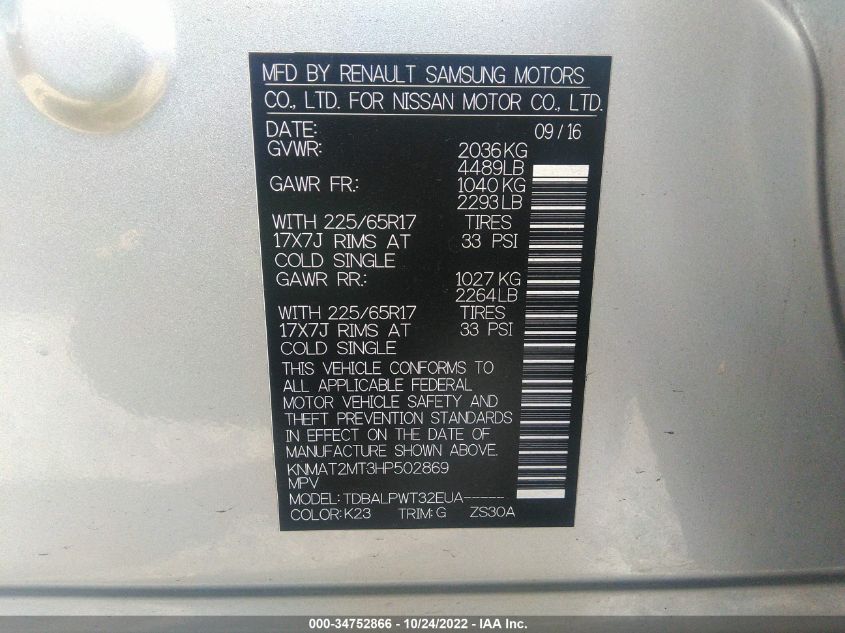 MFD BY RENAULT SAMSUNG MOTORS
CO., LTD. FOR NISSAN MOTOR CO., LTD.
DATE: 09/16
GVWR: 2036KG
4489LB
GAWR FR.: 1040KG
2293LB
WITH 225/65R17 TIRES
17X7J RIMS AT 33 PSI
COLD SINGLE
GAWR RR.: 1027KG
2264LB
WITH 225/65R17 TIRES
17X7J RIMS AT 33 PSI
COLD SINGLE
THIS VEHICLE CONFORMS TO
ALL APPLICABLE FEDERAL
MOTOR VEHICLE SAFETY AND
THEFT PREVENTION STANDARDS
IN EFFECT ON THE DATE OF
MANUFACTURE SHOWN ABOVE.
KNMAT2MT3HP502869
MPV
MODEL: TDBALPWT32EUA-----
COLOR: K23 TRIM: G ZS30A
000-34752866 - 10/24/2022 - IAA Inc.